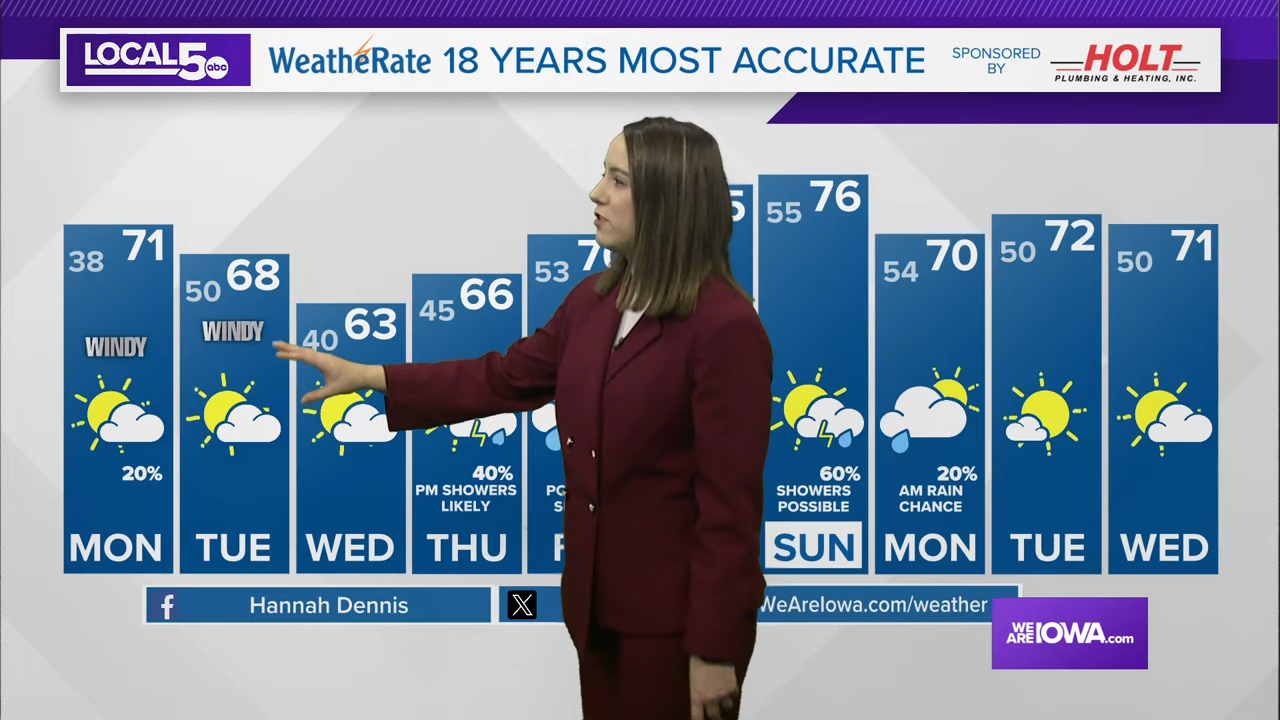 LOCAL 5 abc
WeatheRate 18 YEARS MOST ACCURATE
SPONSORED BY
HOLT
PLUMBING & HEATING, INC.
38 71
WINDY
20%
MON
50 68
WINDY
TUE
40 63
WED
45 66
40%
PM SHOWERS
LIKELY
THU
53
55 76
60%
SHOWERS
POSSIBLE
SUN
54 70
20%
AM RAIN
CHANCE
MON
50 72
TUE
50 71
WED
f Hannah Dennis
X
WeAreIowa.com/weather
WE ARE IOWA.com